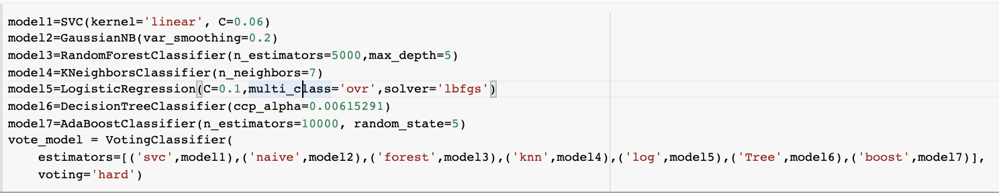 model1=SVC(kernel='linear', C=0.06)
model2=GaussianNB(var_smoothing=0.2)
model3=RandomForestClassifier(n_estimators=5000,max_depth=5)
model4=KNeighborsClassifier(n_neighbors=7)
model5=LogisticRegression(C=0.1,multi_class='ovr',solver='lbfgs')
model6=DecisionTreeClassifier(ccp_alpha=0.00615291)
model7=AdaBoostClassifier(n_estimators=10000, random_state=5)
vote_model = VotingClassifier(
    estimators=[('svc',model1),('naive',model2),('forest',model3),('knn',model4),('log',model5),('Tree',model6),('boost',model7)],
    voting='hard')